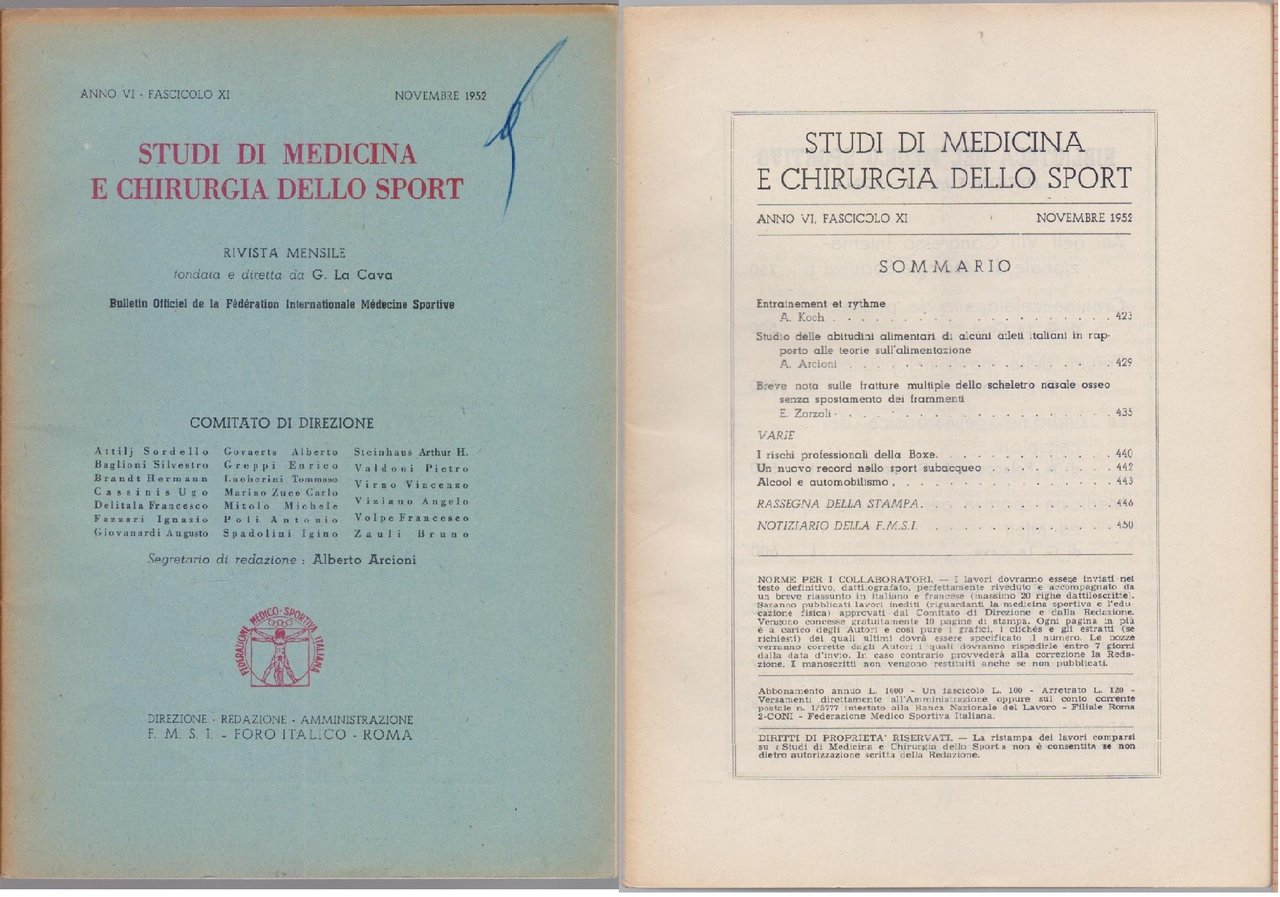 ANNO VI - FASCICOLO XI
NOVEMBRE 1952
STUDI DI MEDICINA
E CHIRURGIA DELLO SPORT
RIVISTA MENSILE
fondata e diretta da G. La Cava
Bulletin Officiel de la Fédération Internationale Médecine Sportive
COMITATO DI DIREZIONE
Attilj Sordello
Baglioni Silvestro
Brandt Hermann
Cassinis Ugo
Delitala Francesco
Fazzari Ignazio
Giovanardi Augusto
Govaerts Alberto
Greppi Enrico
Lucherini Tommaso
Marino Zuco Carlo
Mitolo Michele
Poli Antonio
Spadolini Igino
Steinhaus Arthur H.
Valdoni Pietro
Virno Vincenzo
Viziano Angelo
Volpe Francesco
Zauli Bruno
Segretario di redazione : Alberto Arcioni
FEDERAZIONE MEDICO-SPORTIVA ITALIANA
DIREZIONE - REDAZIONE - AMMINISTRAZIONE
F. M. S. I. - FORO ITALICO - ROMA
STUDI DI MEDICINA
E CHIRURGIA DELLO SPORT
ANNO VI, FASCICOLO XI
NOVEMBRE 1952
SOMMARIO
Entrainement et rythme
A. Koch . . . . . . . . . . . . . . . . . . . 423
Studio delle abitudini alimentari di alcuni atleti italiani in rap-
porto alle teorie sull'alimentazione
A. Arcioni . . . . . . . . . . . . . . . . . . 429
Breve nota sulle fratture multiple dello scheletro nasale osseo
senza spostamento dei frammenti
E. Zorzoli . . . . . . . . . . . . . . . . . . 435
VARIE
I rischi professionali della Boxe. . . . . . . . . . . . . 440
Un nuovo record nello sport subacqueo . . . . . . . . . 442
Alcool e automobilismo , . . . . . . . . . . . . . . . 443
RASSEGNA DELLA STAMPA. . . . . . . . . . . . . . 446
NOTIZIARIO DELLA F.M.S.I. . . . . . . . . . . . . . 450
NORME PER I COLLABORATORI. — I lavori dovranno essere inviati nel
testo definitivo, dattilografato, perfettamente riveduto e accompagnato da
un breve riassunto in italiano e francese (massimo 20 righe dattiloscritte).
Saranno pubblicati lavori inediti (riguardanti la medicina sportiva e l'edu-
cazione fisica) approvati dal Comitato di Direzione e dalla Redazione.
Vengono concesse gratuitamente 10 pagine di stampa. Ogni pagina in più
è a carico degli Autori e così pure i grafici, i clichés e gli estratti (se
richiesti) dei quali ultimi dovrà essere specificato i numero. Le bozze
verranno corrette dagli Autori i quali dovranno rispedirle entro 7 giorni
dalla data d'invio. In caso contrario provvederà alla correzione la Reda-
zione. I manoscritti non vengono restituiti anche se non pubblicati.
Abbonamento annuo L. 1000 - Un fascicolo L. 100 - Arretrato L. 120 -
Versamenti direttamente all'Amministrazione oppure sul conto corrente
postale n. 1/5777 intestato alla Banca Nazionale del Lavoro - Filiale Roma
2-CONI - Federazione Medico Sportiva Italiana.
DIRITTI DI PROPRIETA' RISERVATI. — La ristampa dei lavori comparsi
su «Studi di Medicina e Chirurgia dello Sport» non è consentita se non
dietro autorizzazione scritta della Redazione.